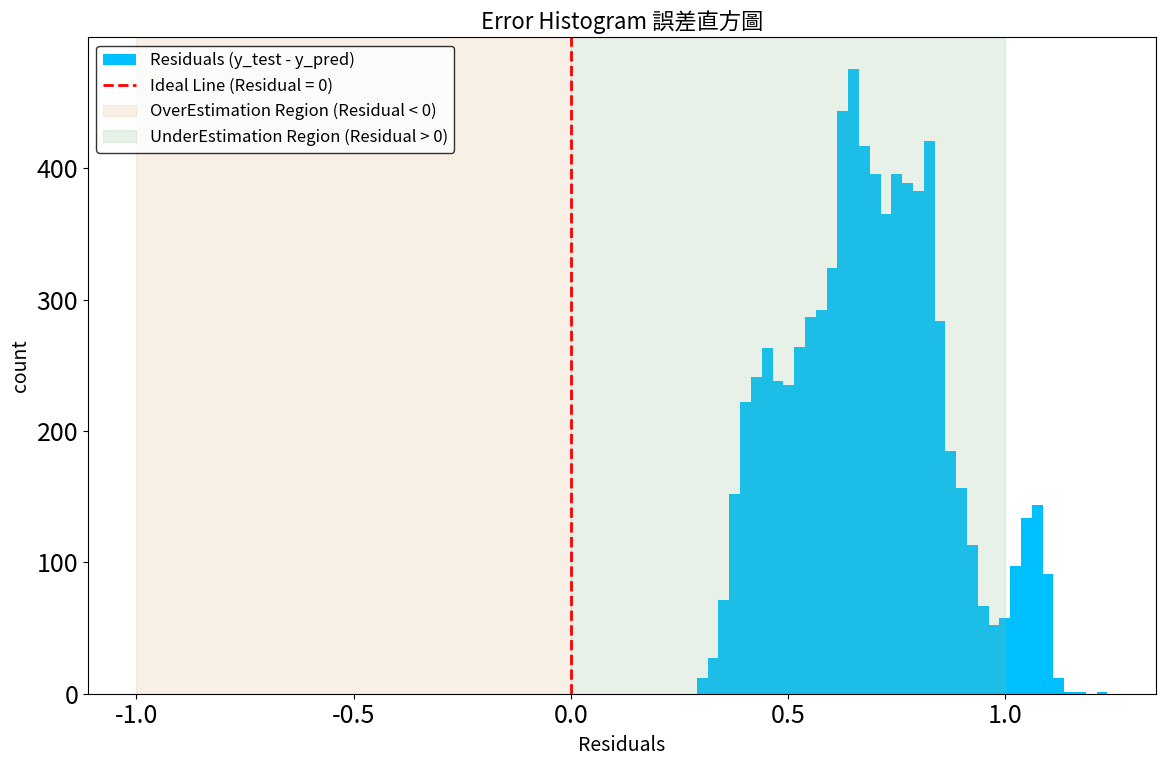 Error Histogram 誤差直方圖
Residuals (y_test - y_pred)
Ideal Line (Residual = 0)
OverEstimation Region (Residual < 0)
UnderEstimation Region (Residual > 0)
400
300
200
100
0
count
-1.0
-0.5
0.0
0.5
1.0
Residuals